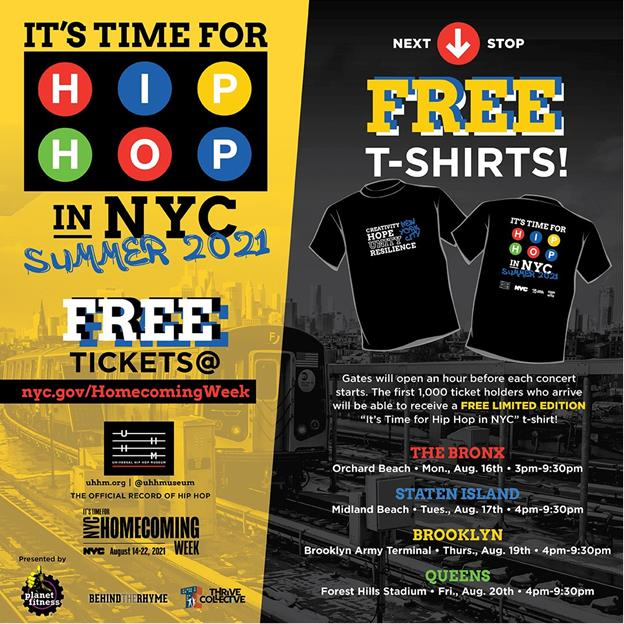 IT'S TIME FOR
HIP
HOP
IN NYC
SUMMER 2021
FREE
TICKETS@
nyc.gov/HomecomingWeek
UHHM
UNIVERSAL HIP HOP MUSEUM
uhhm.org | @uhhmuseum
THE OFFICIAL RECORD OF HIP HOP
IT'S TIME FOR
NYC HOMECOMING
WEEK
NYC August 14-22, 2021
Presented by
planet
fitness
BEHINDTHERHYME
THRIVE
COLLECTIVE
NEXT STOP
FREE
T-SHIRTS!
CREATIVITY
HOPE
UNITY
RESILIENCE
NEW
YORK
CITY
IT'S TIME FOR
HIP
HOP
IN NYC
SUMMER 2021
NYC
Gates will open an hour before each concert
starts. The first 1,000 ticket holders who arrive
will be able to receive a FREE LIMITED EDITION
"It's Time for Hip Hop in NYC" t-shirt!
THE BRONX
Orchard Beach • Mon., Aug. 16th • 3pm-9:30pm
STATEN ISLAND
Midland Beach • Tues., Aug. 17th • 4pm-9:30pm
BROOKLYN
Brooklyn Army Terminal • Thurs., Aug. 19th • 4pm-9:30pm
QUEENS
Forest Hills Stadium • Fri., Aug. 20th • 4pm-9:30pm